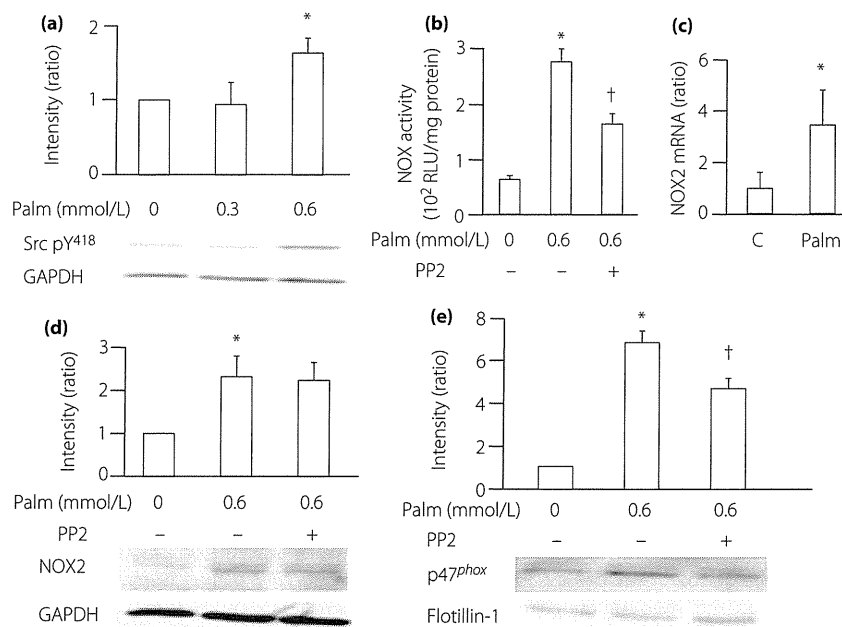 (a)
Intensity (ratio)
2
1
0
Palm (mmol/L) 0 0.3 0.6
*
Src pY418
GAPDH
(b)
NOX activity
(10² RLU/mg protein)
3
2
1
0
*
†
Palm (mmol/L) 0 0.6 0.6
PP2 – – +
(c)
NOX2 mRNA (ratio)
6
4
2
0
*
C Palm
(d)
Intensity (ratio)
3
2
1
0
*
Palm (mmol/L) 0 0.6 0.6
PP2 – – +
NOX2
GAPDH
(e)
Intensity (ratio)
8
6
4
2
0
*
†
Palm (mmol/L) 0 0.6 0.6
PP2 – – +
p47phox
Flotillin-1